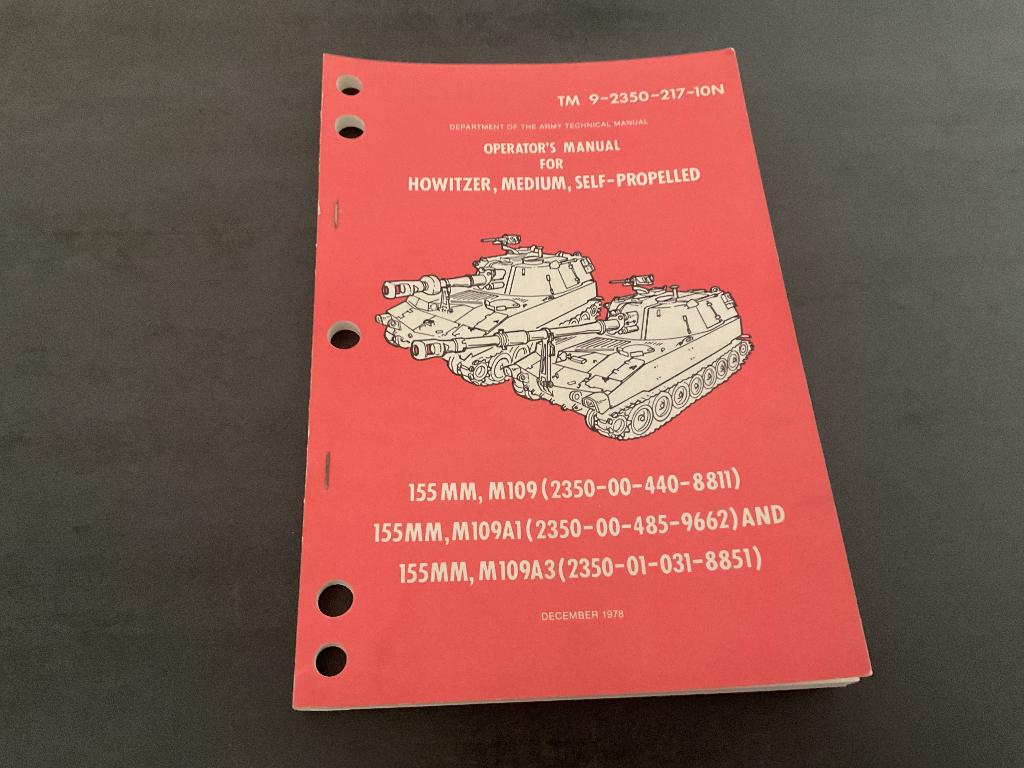 TM 9-2350-217-10N
DEPARTMENT OF THE ARMY TECHNICAL MANUAL
OPERATOR'S MANUAL
FOR
HOWITZER, MEDIUM, SELF-PROPELLED
155MM, M109 (2350-00-440-8811)
155MM, M109A1 (2350-00-485-9662) AND
155MM, M109A3 (2350-01-031-8851)
DECEMBER 1978